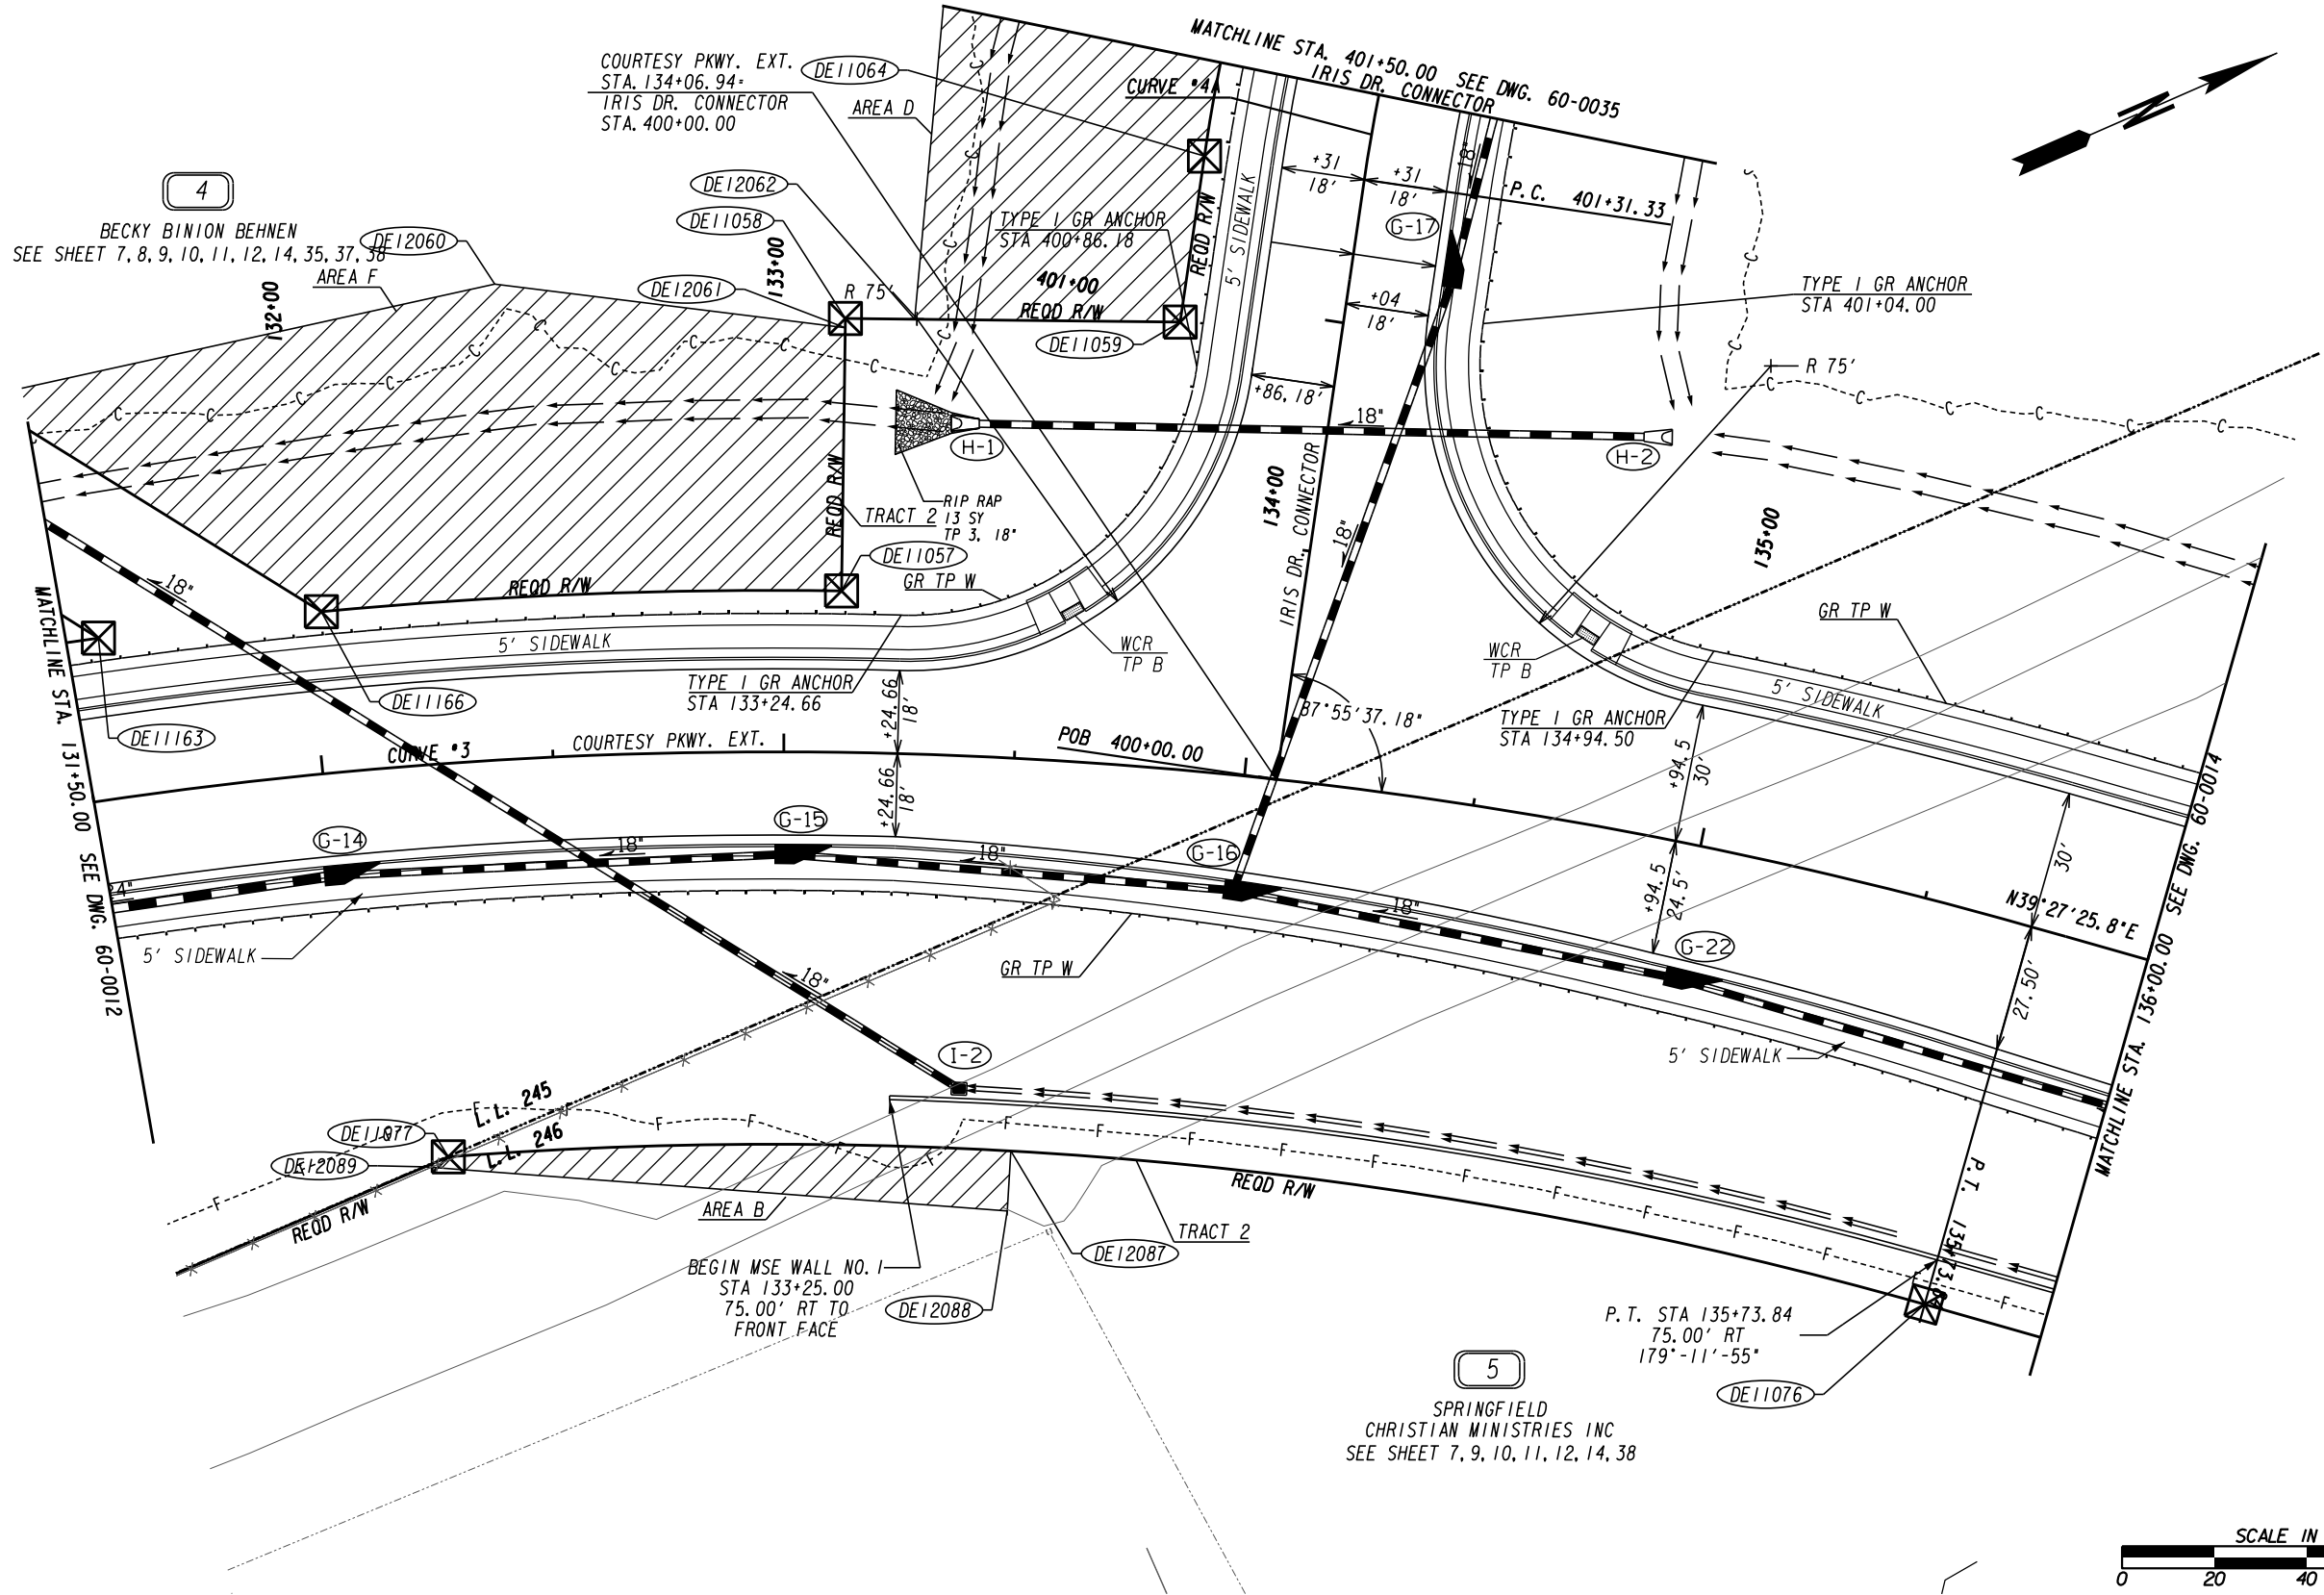 MATCHLINE STA. 401+50.00 SEE DWG. 60-0035
IRIS DR. CONNECTOR
COURTESY PKWY. EXT.
STA. 134+06.94=
IRIS DR. CONNECTOR
STA. 400+00.00
DE11064
AREA D
CURVE #4
DE12062
DE11058
4
BECKY BINION BEHNEN
SEE SHEET 7,8,9,10,11,12,14,35,37,38
DE12060
AREA F
132+00
DE12061
133+00
R 75'
TYPE 1 GR ANCHOR
STA 400+86.18
REQD R/W
5' SIDEWALK
401+00
REQD R/W
DE11059
+31
18'
+31
18'
18"
P.C. 401+31.33
G-17
+04
18'
TYPE 1 GR ANCHOR
STA 401+04.00
R 75'
+86.18'
18"
H-1
H-2
REQD R/W
RIP RAP
13 SY
TP 3, 18"
TRACT 2
134+00
IRIS DR. CONNECTOR
18"
135+00
DE11057
GR TP W
REQD R/W
18"
MATCHLINE STA. 131+50.00 SEE DWG. 60-0012
5' SIDEWALK
WCR
TP B
WCR
TP B
GR TP W
5' SIDEWALK
DE11166
DE11163
TYPE 1 GR ANCHOR
STA 133+24.66
+24.66
18'
87°55'37.18"
TYPE 1 GR ANCHOR
STA 134+94.50
CURVE #3
COURTESY PKWY. EXT.
POB 400+00.00
+94.5
30'
+24.66
18'
G-14
G-15
G-16
18"
18"
24"
+94.5
24.5'
30'
N39°27'25.8"E
18"
G-22
5' SIDEWALK
GR TP W
18"
27.50'
5' SIDEWALK
I-2
MATCHLINE STA. 136+00.00 SEE DWG. 60-0014
L.L. 245
L.L. 246
DE11077
DE12089
REQD R/W
AREA B
REQD R/W
TRACT 2
DE12087
BEGIN MSE WALL NO. 1
STA 133+25.00
75.00' RT TO
FRONT FACE
DE12088
P.T. 135+73.84
P.T. STA 135+73.84
75.00' RT
179°-11'-55"
DE11076
5
SPRINGFIELD
CHRISTIAN MINISTRIES INC
SEE SHEET 7,9,10,11,12,14,38
N
C C C C C C C C C C C C C C C C C C C C C
F F F F F F F F F F F F F F F F F
SCALE IN
0 20 40